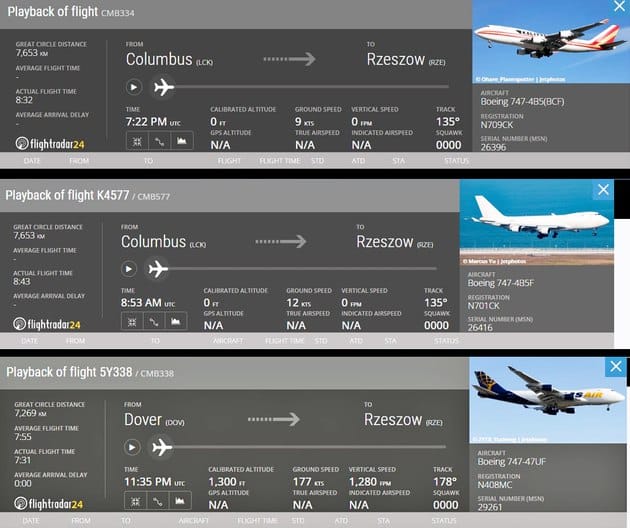 Playback of flight CMB334
GREAT CIRCLE DISTANCE
7,653 KM
AVERAGE FLIGHT TIME
-
ACTUAL FLIGHT TIME
8:32
AVERAGE ARRIVAL DELAY
-
flightradar24
FROM
Columbus (LCK)
TO
Rzeszow (RZE)
TIME
7:22 PM UTC
CALIBRATED ALTITUDE
0 FT
GPS ALTITUDE
N/A
GROUND SPEED
9 KTS
TRUE AIRSPEED
N/A
VERTICAL SPEED
0 FPM
INDICATED AIRSPEED
N/A
TRACK
135°
SQUAWK
0000
AIRCRAFT
Boeing 747-4B5(BCF)
REGISTRATION
N709CK
SERIAL NUMBER (MSN)
26396
DATE FROM TO FLIGHT FLIGHT TIME STD ATD STA STATUS
Playback of flight K4577 / CMB577
GREAT CIRCLE DISTANCE
7,653 KM
AVERAGE FLIGHT TIME
-
ACTUAL FLIGHT TIME
8:43
AVERAGE ARRIVAL DELAY
-
flightradar24
FROM
Columbus (LCK)
TO
Rzeszow (RZE)
TIME
8:53 AM UTC
CALIBRATED ALTITUDE
0 FT
GPS ALTITUDE
N/A
GROUND SPEED
12 KTS
TRUE AIRSPEED
N/A
VERTICAL SPEED
0 FPM
INDICATED AIRSPEED
N/A
TRACK
135°
SQUAWK
0000
© Marcus Yu | Jetphotos
AIRCRAFT
Boeing 747-4B5F
REGISTRATION
N701CK
SERIAL NUMBER (MSN)
26416
DATE FROM TO AIRCRAFT FLIGHT TIME STD ATD STA STATUS
Playback of flight 5Y338 / CMB338
GREAT CIRCLE DISTANCE
7,269 KM
AVERAGE FLIGHT TIME
7:55
ACTUAL FLIGHT TIME
7:31
AVERAGE ARRIVAL DELAY
0:00
flightradar24
FROM
Dover (DOV)
TO
Rzeszow (RZE)
TIME
11:35 PM UTC
CALIBRATED ALTITUDE
1,300 FT
GPS ALTITUDE
N/A
GROUND SPEED
177 KTS
TRUE AIRSPEED
N/A
VERTICAL SPEED
1,280 FPM
INDICATED AIRSPEED
N/A
TRACK
178°
SQUAWK
0000
AIRCRAFT
Boeing 747-47UF
REGISTRATION
N408MC
SERIAL NUMBER (MSN)
29261
DATE FROM TO AIRCRAFT FLIGHT TIME STD ATD STA STATUS